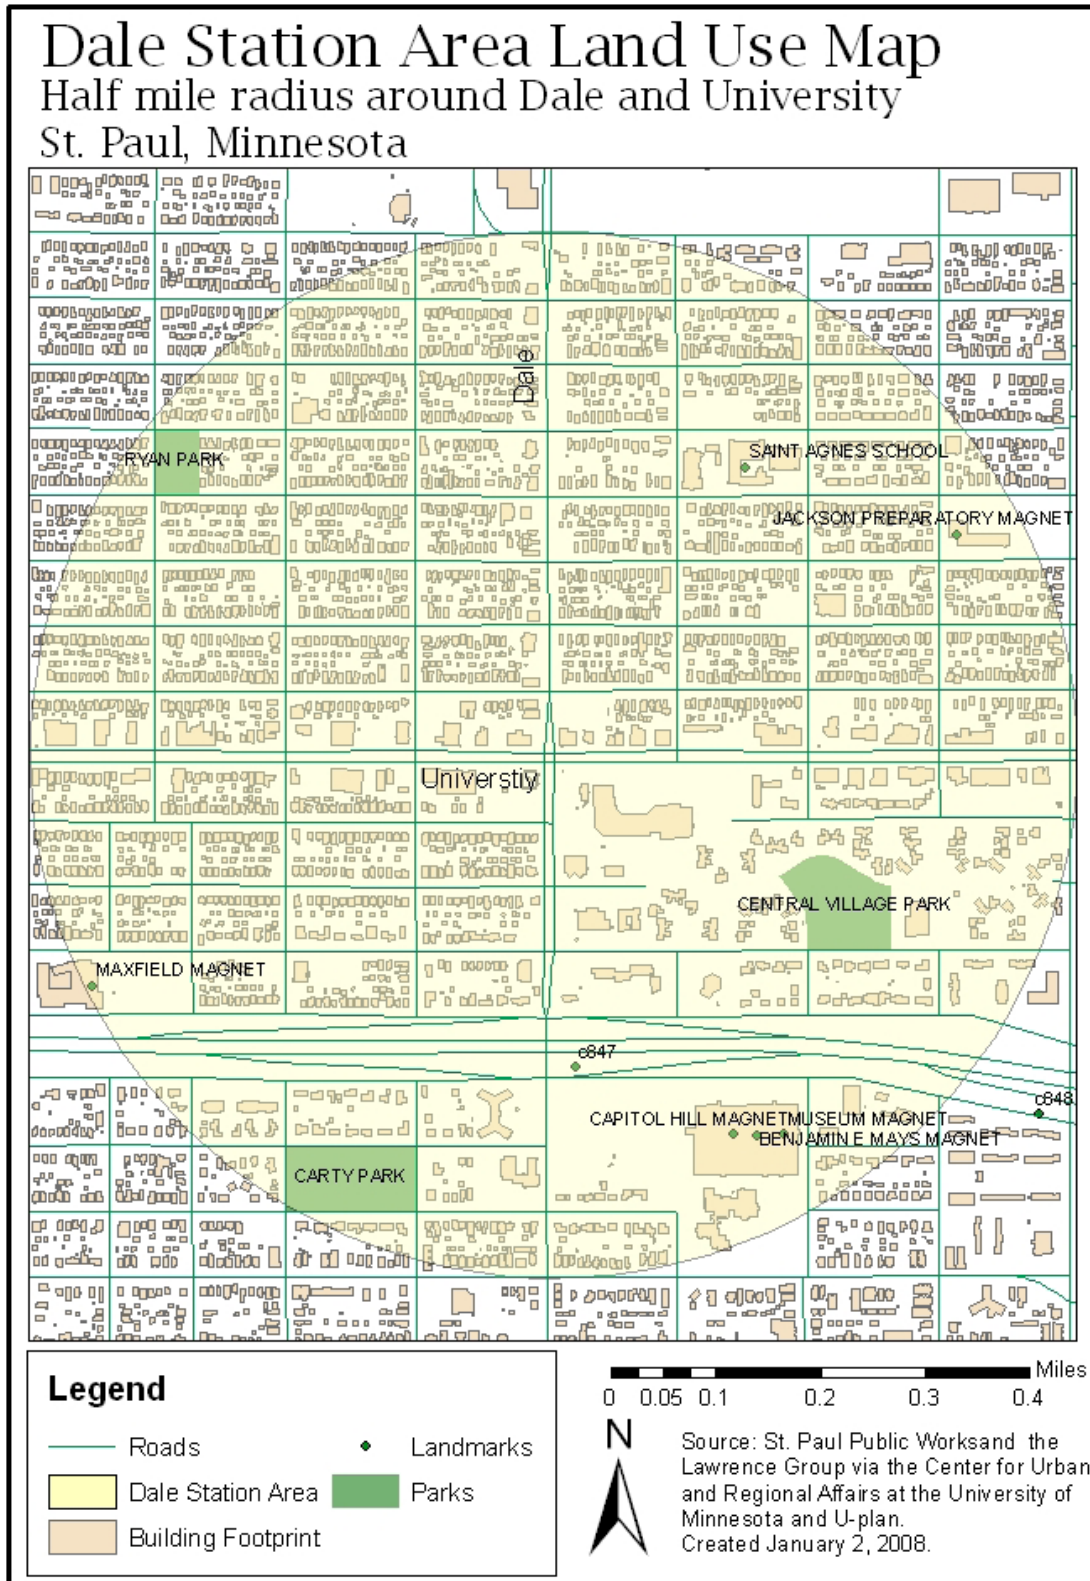 Dale Station Area Land Use Map
Half mile radius around Dale and University
St. Paul, Minnesota
Dale
RYAN PARK
SAINT AGNES SCHOOL
JACKSON PREPARATORY MAGNET
Universtiy
CENTRAL VILLAGE PARK
MAXFIELD MAGNET
c847
c848
CAPITOL HILL MAGNET
MUSEUM MAGNET
BENJAMIN E MAYS MAGNET
CARTY PARK
Legend
Roads
Landmarks
Dale Station Area
Parks
Building Footprint
Miles
0 0.05 0.1 0.2 0.3 0.4
N
Source: St. Paul Public Worksand the
Lawrence Group via the Center for Urban
and Regional Affairs at the University of
Minnesota and U-plan.
Created January 2, 2008.